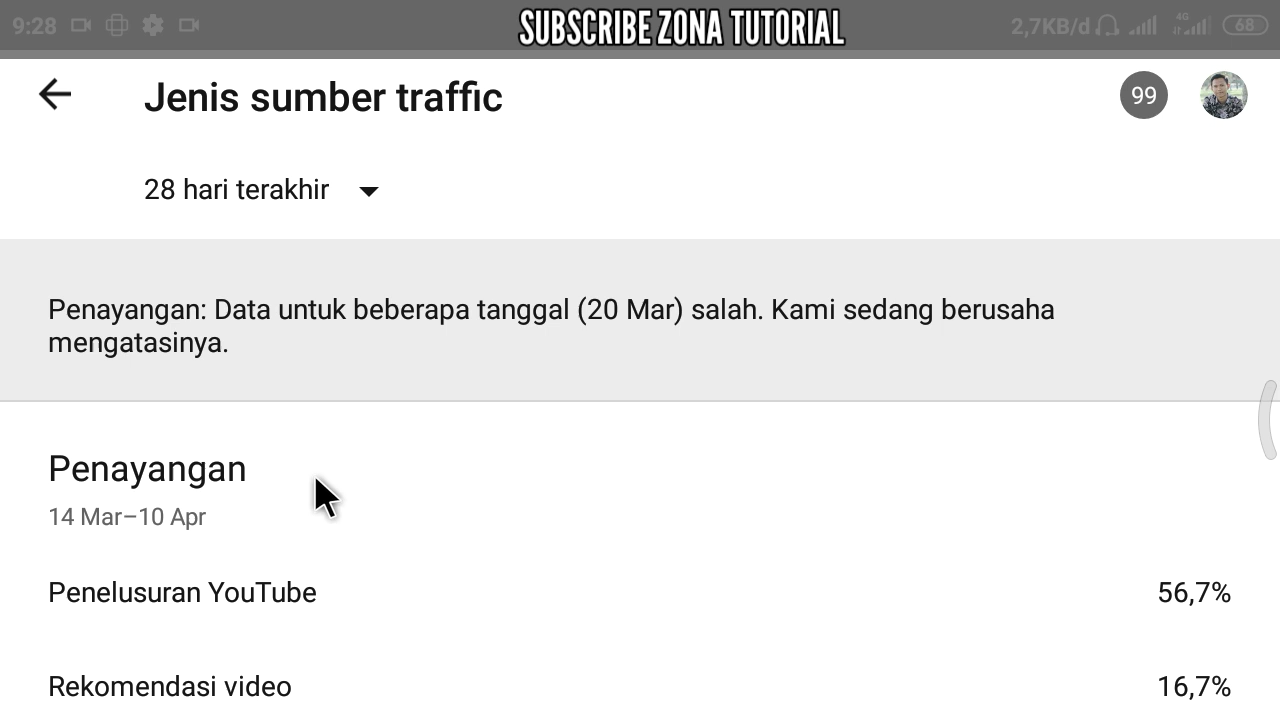 9:28
SUBSCRIBE ZONA TUTORIAL
2,7KB/d
4G
68
Jenis sumber traffic
99
28 hari terakhir
Penayangan: Data untuk beberapa tanggal (20 Mar) salah. Kami sedang berusaha
mengatasinya.
Penayangan
14 Mar–10 Apr
Penelusuran YouTube
56,7%
Rekomendasi video
16,7%